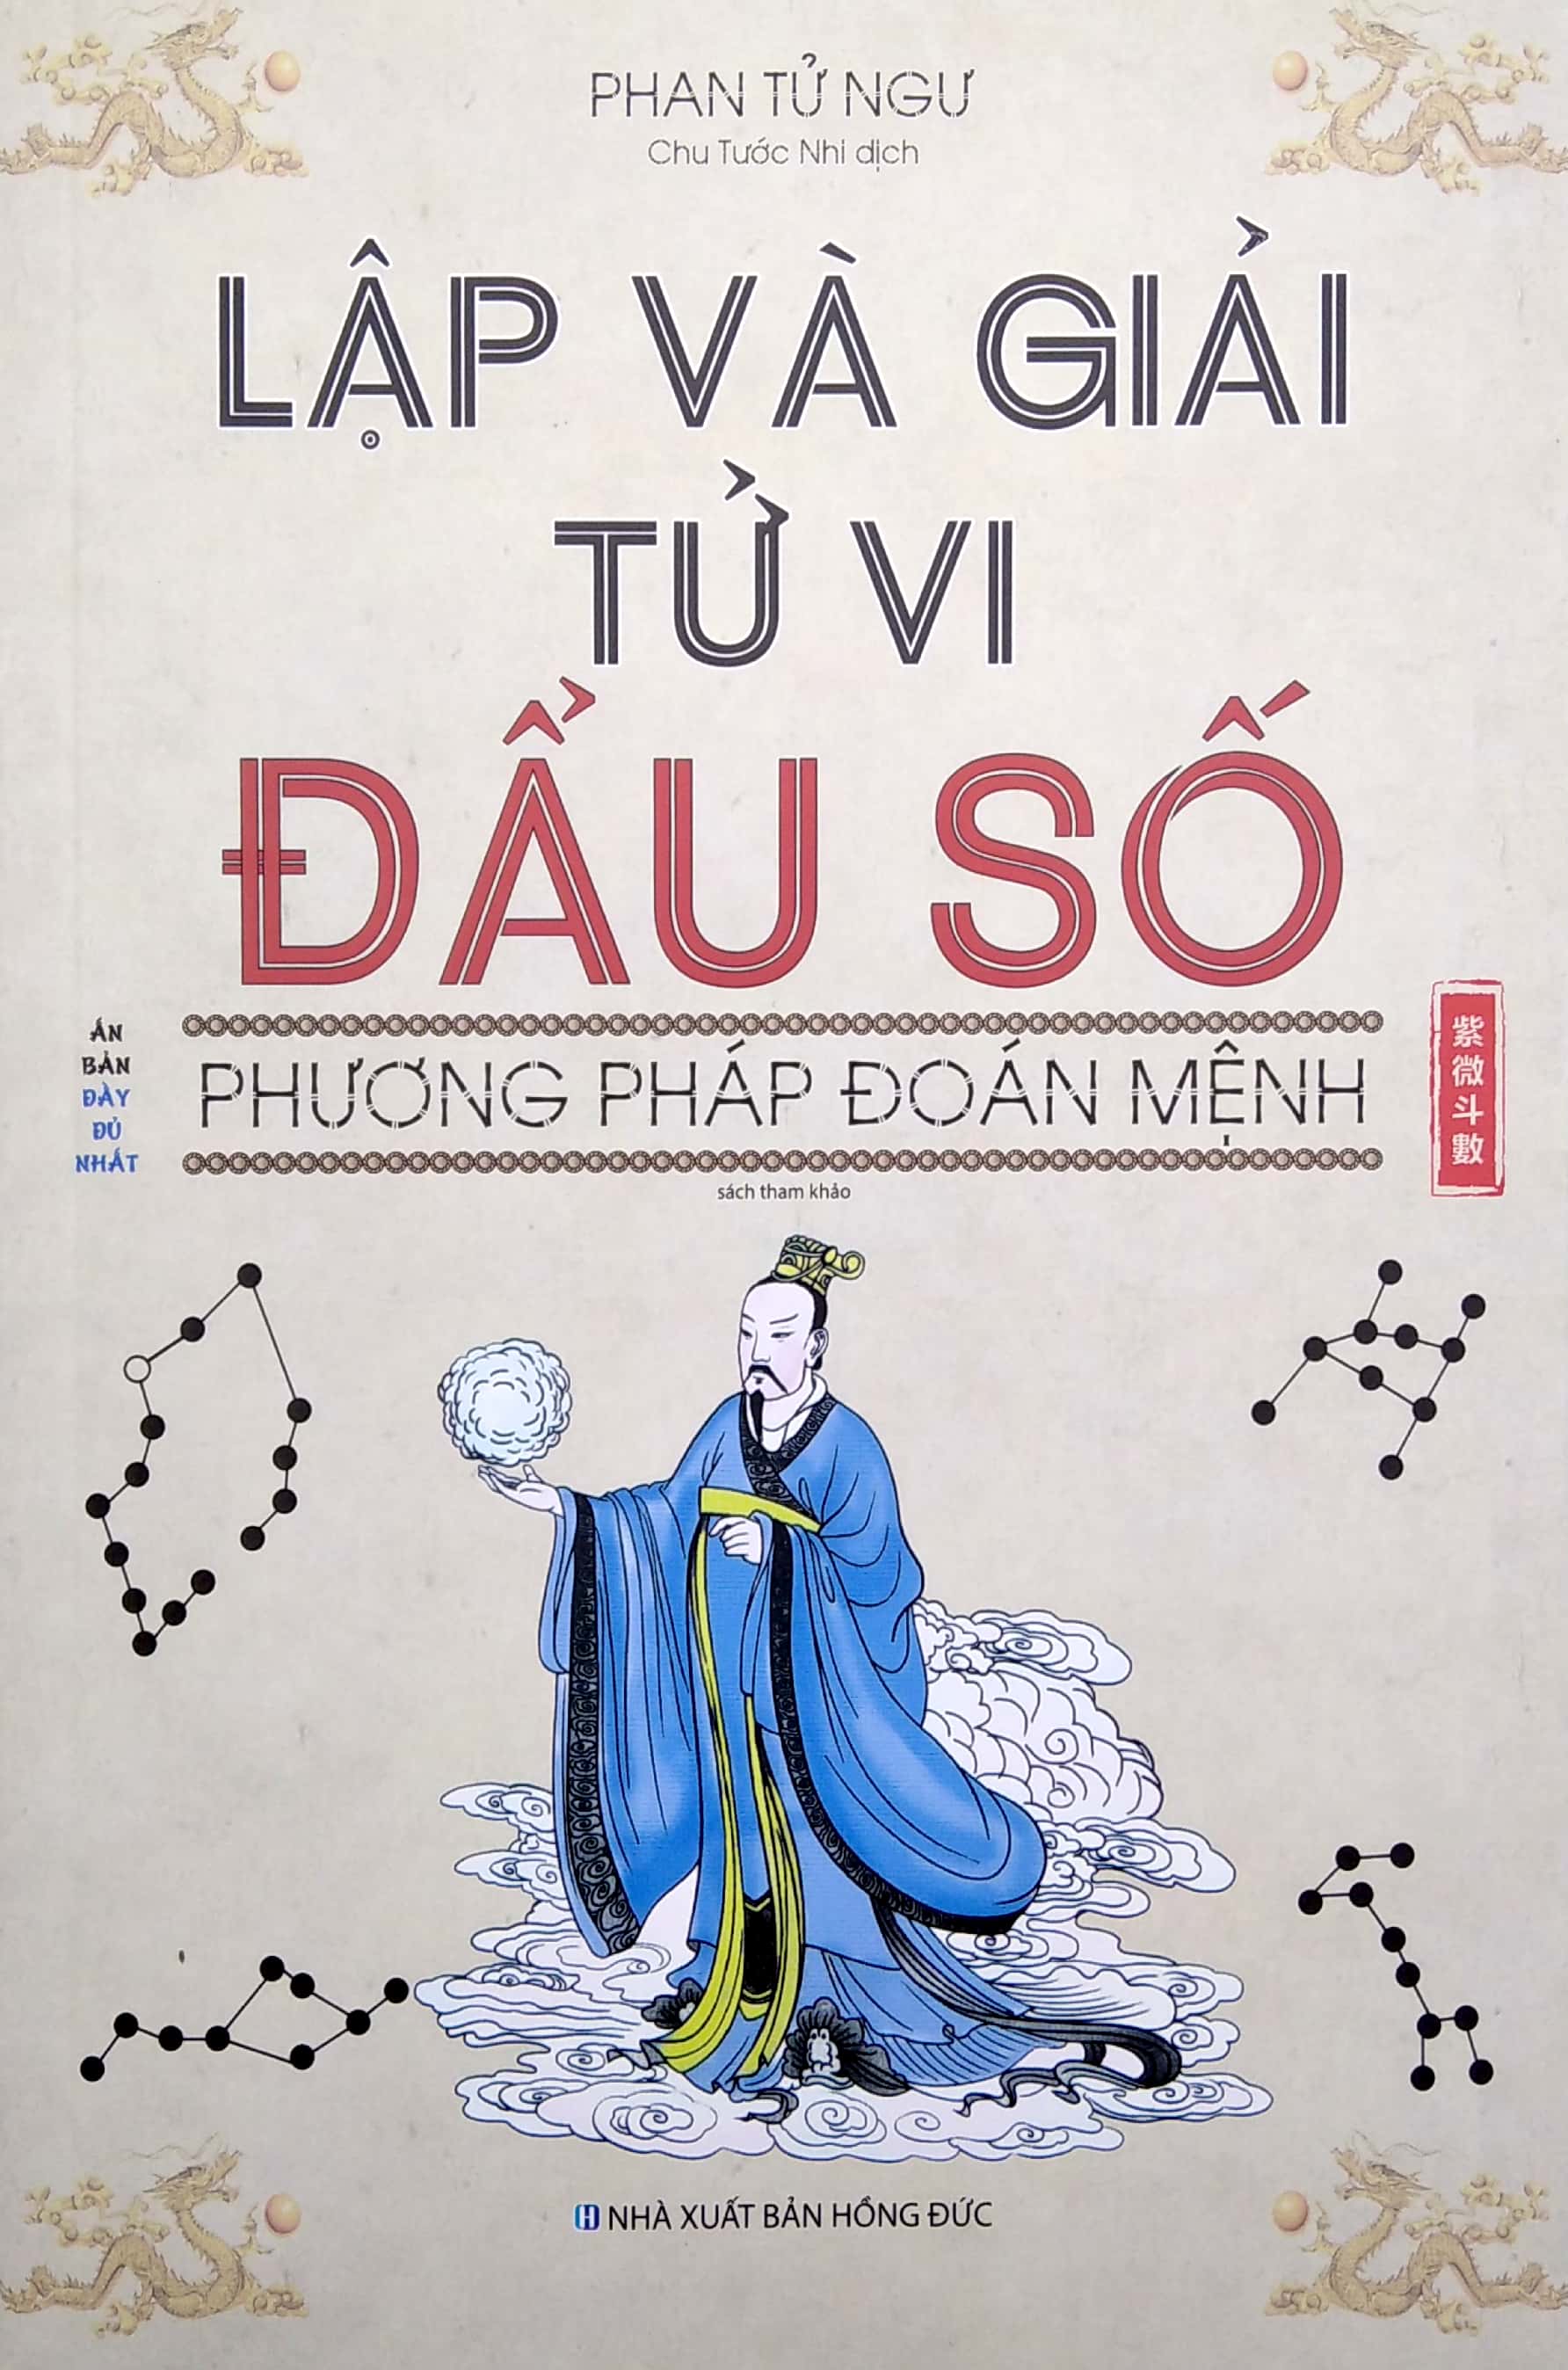 PHAN TỬ NGƯ
Chu Tước Nhi dịch
LẬP VÀ GIẢI
TỬ VI
ĐẨU SỐ
ẤN
BẢN
ĐẦY
ĐỦ
NHẤT
PHƯƠNG PHÁP ĐOÁN MỆNH
紫微斗數
sách tham khảo
NHÀ XUẤT BẢN HỒNG ĐỨC